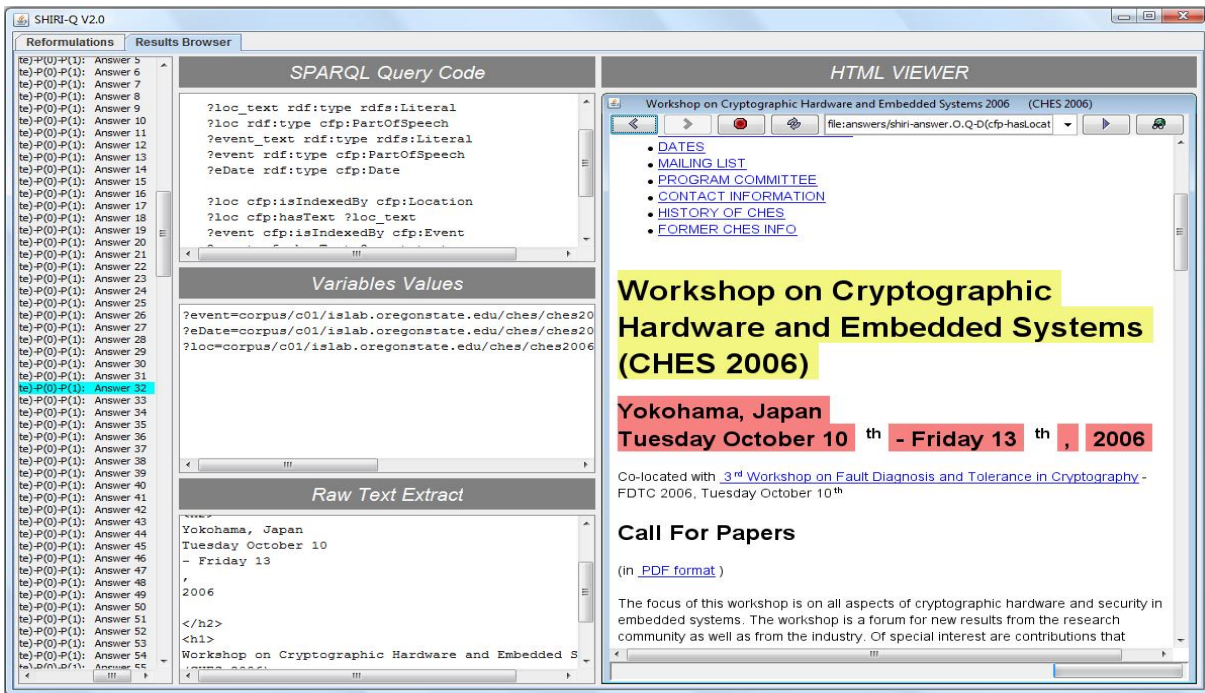 SHIRI-Q V2.0
Reformulations
Results Browser
te)-P(0)-P(1): Answer 5
te)-P(0)-P(1): Answer 6
te)-P(0)-P(1): Answer 7
te)-P(0)-P(1): Answer 8
te)-P(0)-P(1): Answer 9
te)-P(0)-P(1): Answer 10
te)-P(0)-P(1): Answer 11
te)-P(0)-P(1): Answer 12
te)-P(0)-P(1): Answer 13
te)-P(0)-P(1): Answer 14
te)-P(0)-P(1): Answer 15
te)-P(0)-P(1): Answer 16
te)-P(0)-P(1): Answer 17
te)-P(0)-P(1): Answer 18
te)-P(0)-P(1): Answer 19
te)-P(0)-P(1): Answer 20
te)-P(0)-P(1): Answer 21
te)-P(0)-P(1): Answer 22
te)-P(0)-P(1): Answer 23
te)-P(0)-P(1): Answer 24
te)-P(0)-P(1): Answer 25
te)-P(0)-P(1): Answer 26
te)-P(0)-P(1): Answer 27
te)-P(0)-P(1): Answer 28
te)-P(0)-P(1): Answer 29
te)-P(0)-P(1): Answer 30
te)-P(0)-P(1): Answer 31
te)-P(0)-P(1): Answer 32
te)-P(0)-P(1): Answer 33
te)-P(0)-P(1): Answer 34
te)-P(0)-P(1): Answer 35
te)-P(0)-P(1): Answer 36
te)-P(0)-P(1): Answer 37
te)-P(0)-P(1): Answer 38
te)-P(0)-P(1): Answer 39
te)-P(0)-P(1): Answer 40
te)-P(0)-P(1): Answer 41
te)-P(0)-P(1): Answer 42
te)-P(0)-P(1): Answer 43
te)-P(0)-P(1): Answer 44
te)-P(0)-P(1): Answer 45
te)-P(0)-P(1): Answer 46
te)-P(0)-P(1): Answer 47
te)-P(0)-P(1): Answer 48
te)-P(0)-P(1): Answer 49
te)-P(0)-P(1): Answer 50
te)-P(0)-P(1): Answer 51
te)-P(0)-P(1): Answer 52
te)-P(0)-P(1): Answer 53
te)-P(0)-P(1): Answer 54
te)-P(0)-P(1): Answer 55
SPARQL Query Code
?loc_text rdf:type rdfs:Literal
?loc rdf:type cfp:PartOfSpeech
?event_text rdf:type rdfs:Literal
?event rdf:type cfp:PartOfSpeech
?eDate rdf:type cfp:Date
?loc cfp:isIndexedBy cfp:Location
?loc cfp:hasText ?loc_text
?event cfp:isIndexedBy cfp:Event
Variables Values
?event=corpus/c01/islab.oregonstate.edu/ches/ches20
?eDate=corpus/c01/islab.oregonstate.edu/ches/ches20
?loc=corpus/c01/islab.oregonstate.edu/ches/ches2006
Raw Text Extract
<h2>
Yokohama, Japan
Tuesday October 10
- Friday 13
,
2006
</h2>
<h1>
Workshop on Cryptographic Hardware and Embedded S
HTML VIEWER
Workshop on Cryptographic Hardware and Embedded Systems 2006 (CHES 2006)
file:answers/shiri-answer.O.Q-D(cfp-hasLocat
• DATES
• MAILING LIST
• PROGRAM COMMITTEE
• CONTACT INFORMATION
• HISTORY OF CHES
• FORMER CHES INFO
Workshop on Cryptographic
Hardware and Embedded Systems
(CHES 2006)
Yokohama, Japan
Tuesday October 10 th - Friday 13 th , 2006
Co-located with 3rd Workshop on Fault Diagnosis and Tolerance in Cryptography -
FDTC 2006, Tuesday October 10th
Call For Papers
(in PDF format )
The focus of this workshop is on all aspects of cryptographic hardware and security in
embedded systems. The workshop is a forum for new results from the research
community as well as from the industry. Of special interest are contributions that